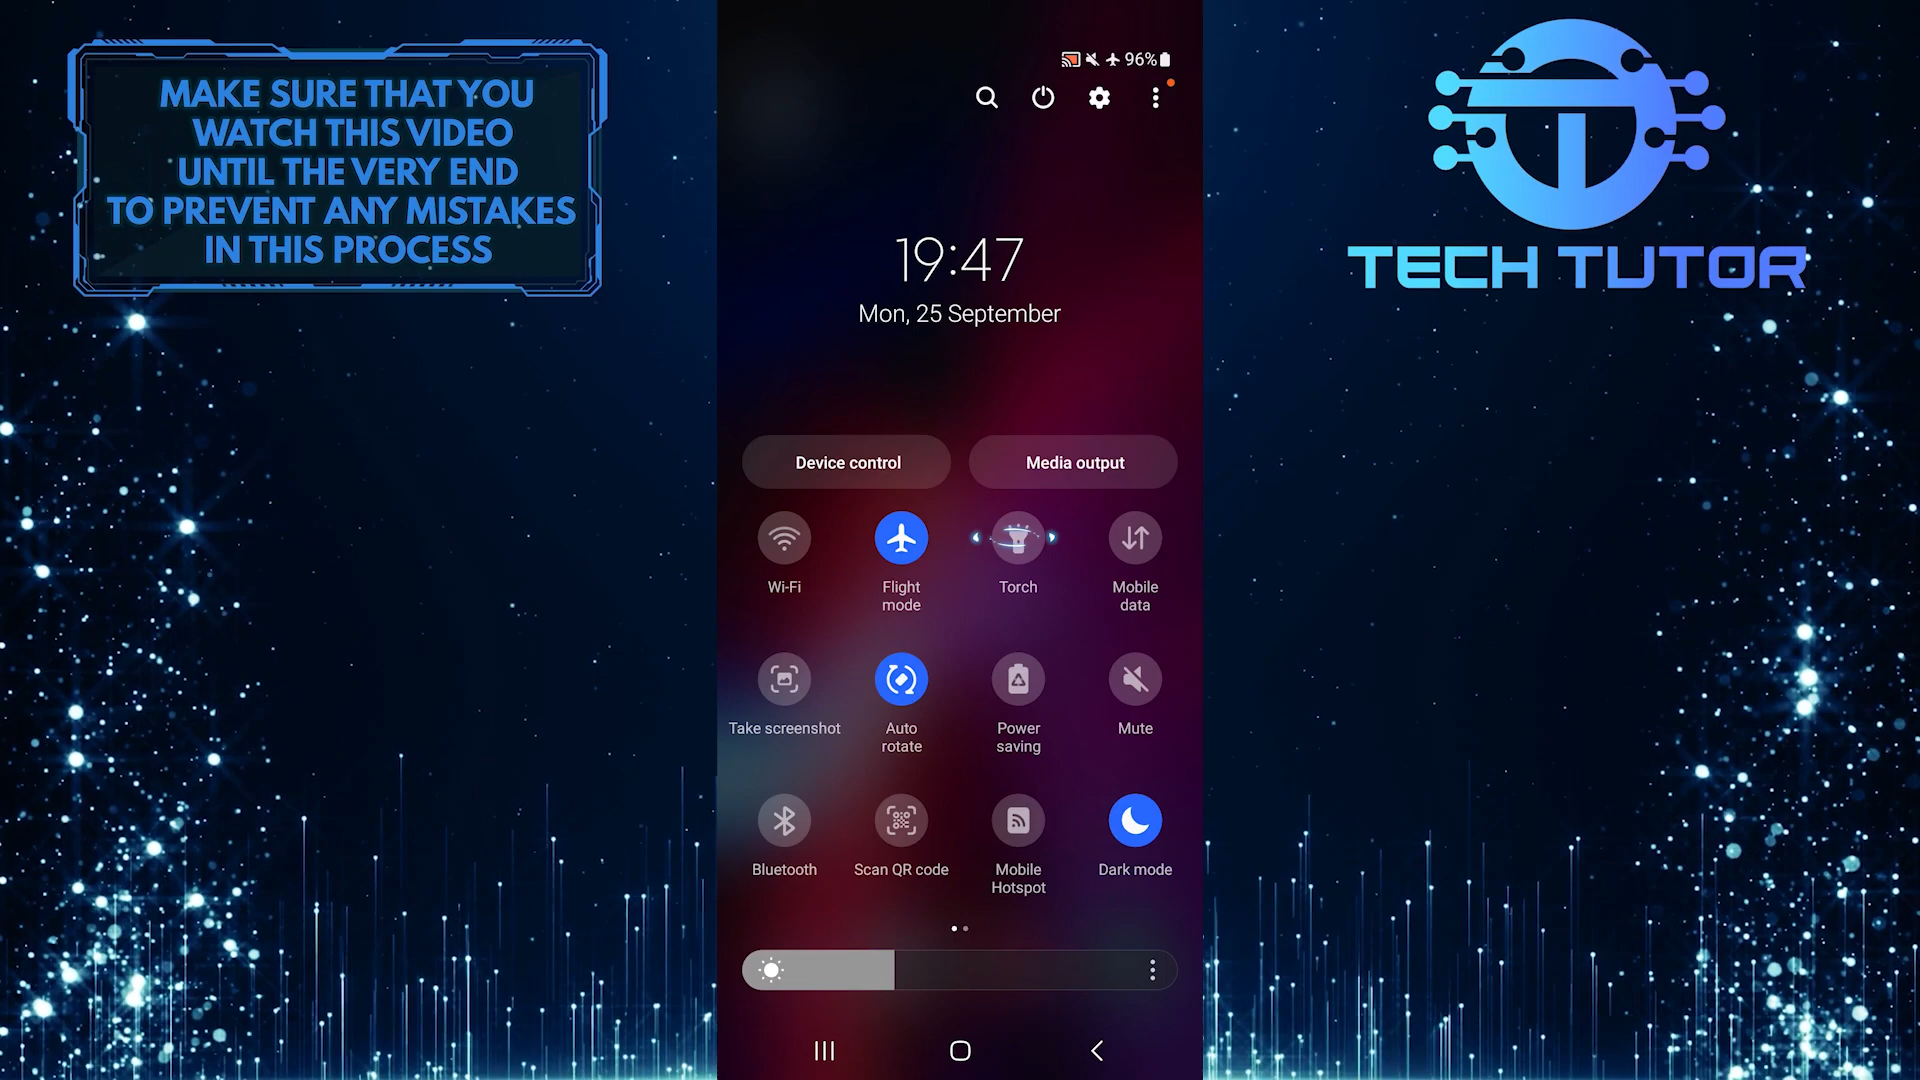 MAKE SURE THAT YOU
WATCH THIS VIDEO
UNTIL THE VERY END
TO PREVENT ANY MISTAKES
IN THIS PROCESS
96%
19:47
Mon, 25 September
Device control
Media output
Wi-Fi
Flight
mode
Torch
Mobile
data
Take screenshot
Auto
rotate
Power
saving
Mute
Bluetooth
Scan QR code
Mobile
Hotspot
Dark mode
TECH TUTOR